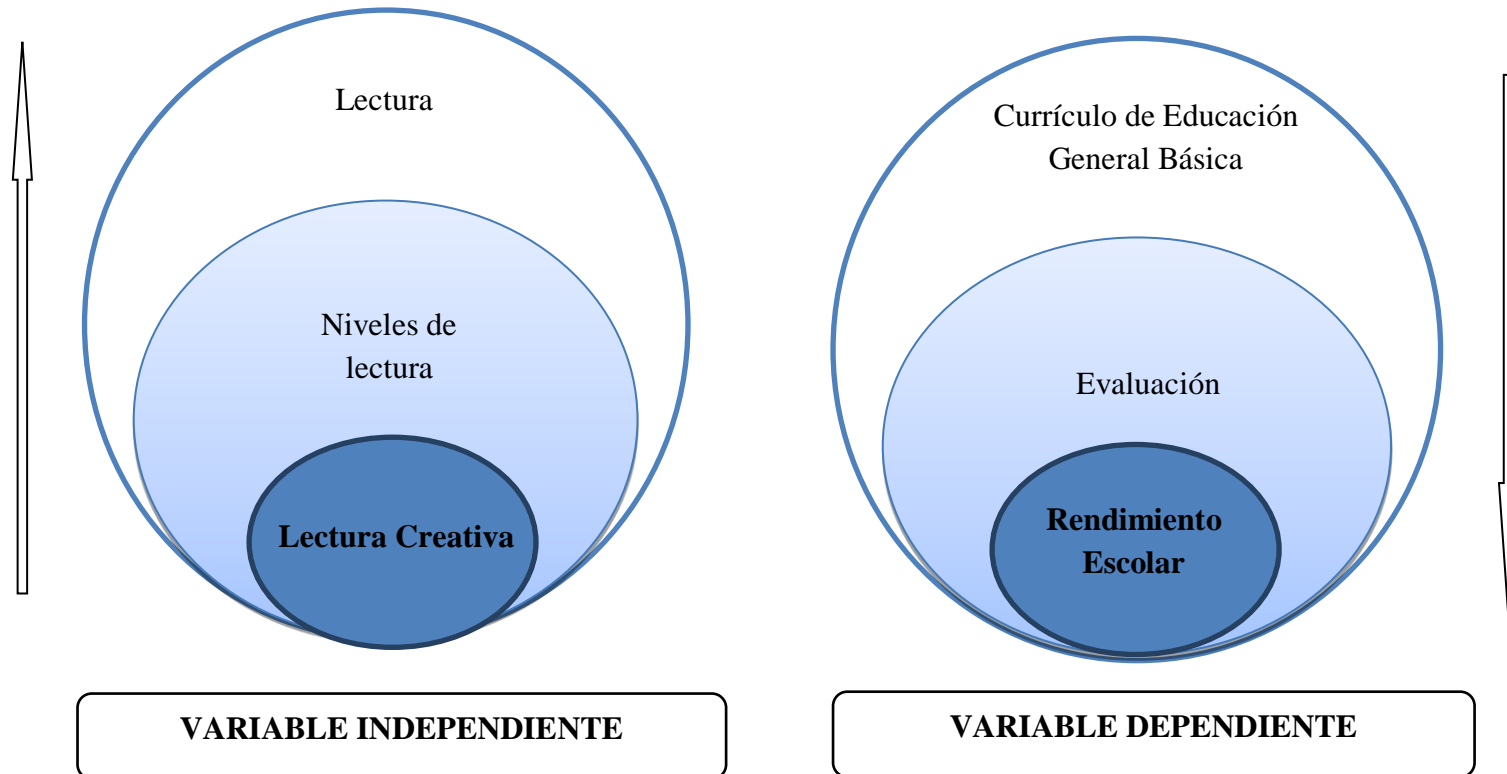 Lectura
Niveles de
lectura
Lectura Creativa
VARIABLE INDEPENDIENTE
Currículo de Educación
General Básica
Evaluación
Rendimiento
Escolar
VARIABLE DEPENDIENTE